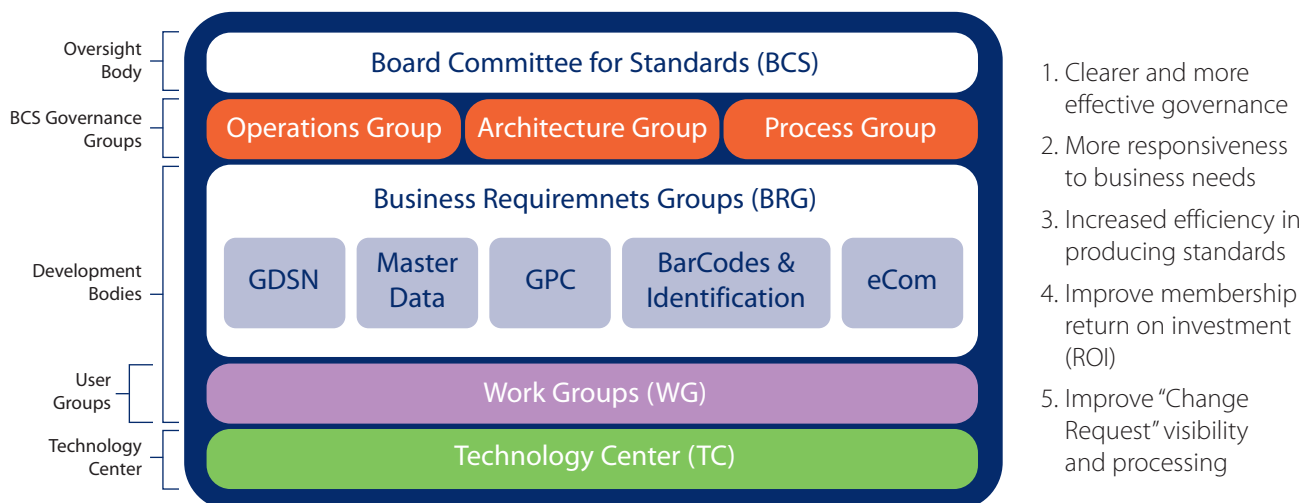 Oversight
Body
Board Committee for Standards (BCS)
BCS Governance
Groups
Operations Group
Architecture Group
Process Group
Development
Bodies
Business Requiremnets Groups (BRG)
GDSN
Master
Data
GPC
BarCodes &
Identification
eCom
User
Groups
Work Groups (WG)
Technology
Center
Technology Center (TC)
1. Clearer and more
effective governance
2. More responsiveness
to business needs
3. Increased efficiency in
producing standards
4. Improve membership
return on investment
(ROI)
5. Improve “Change
Request” visibility
and processing